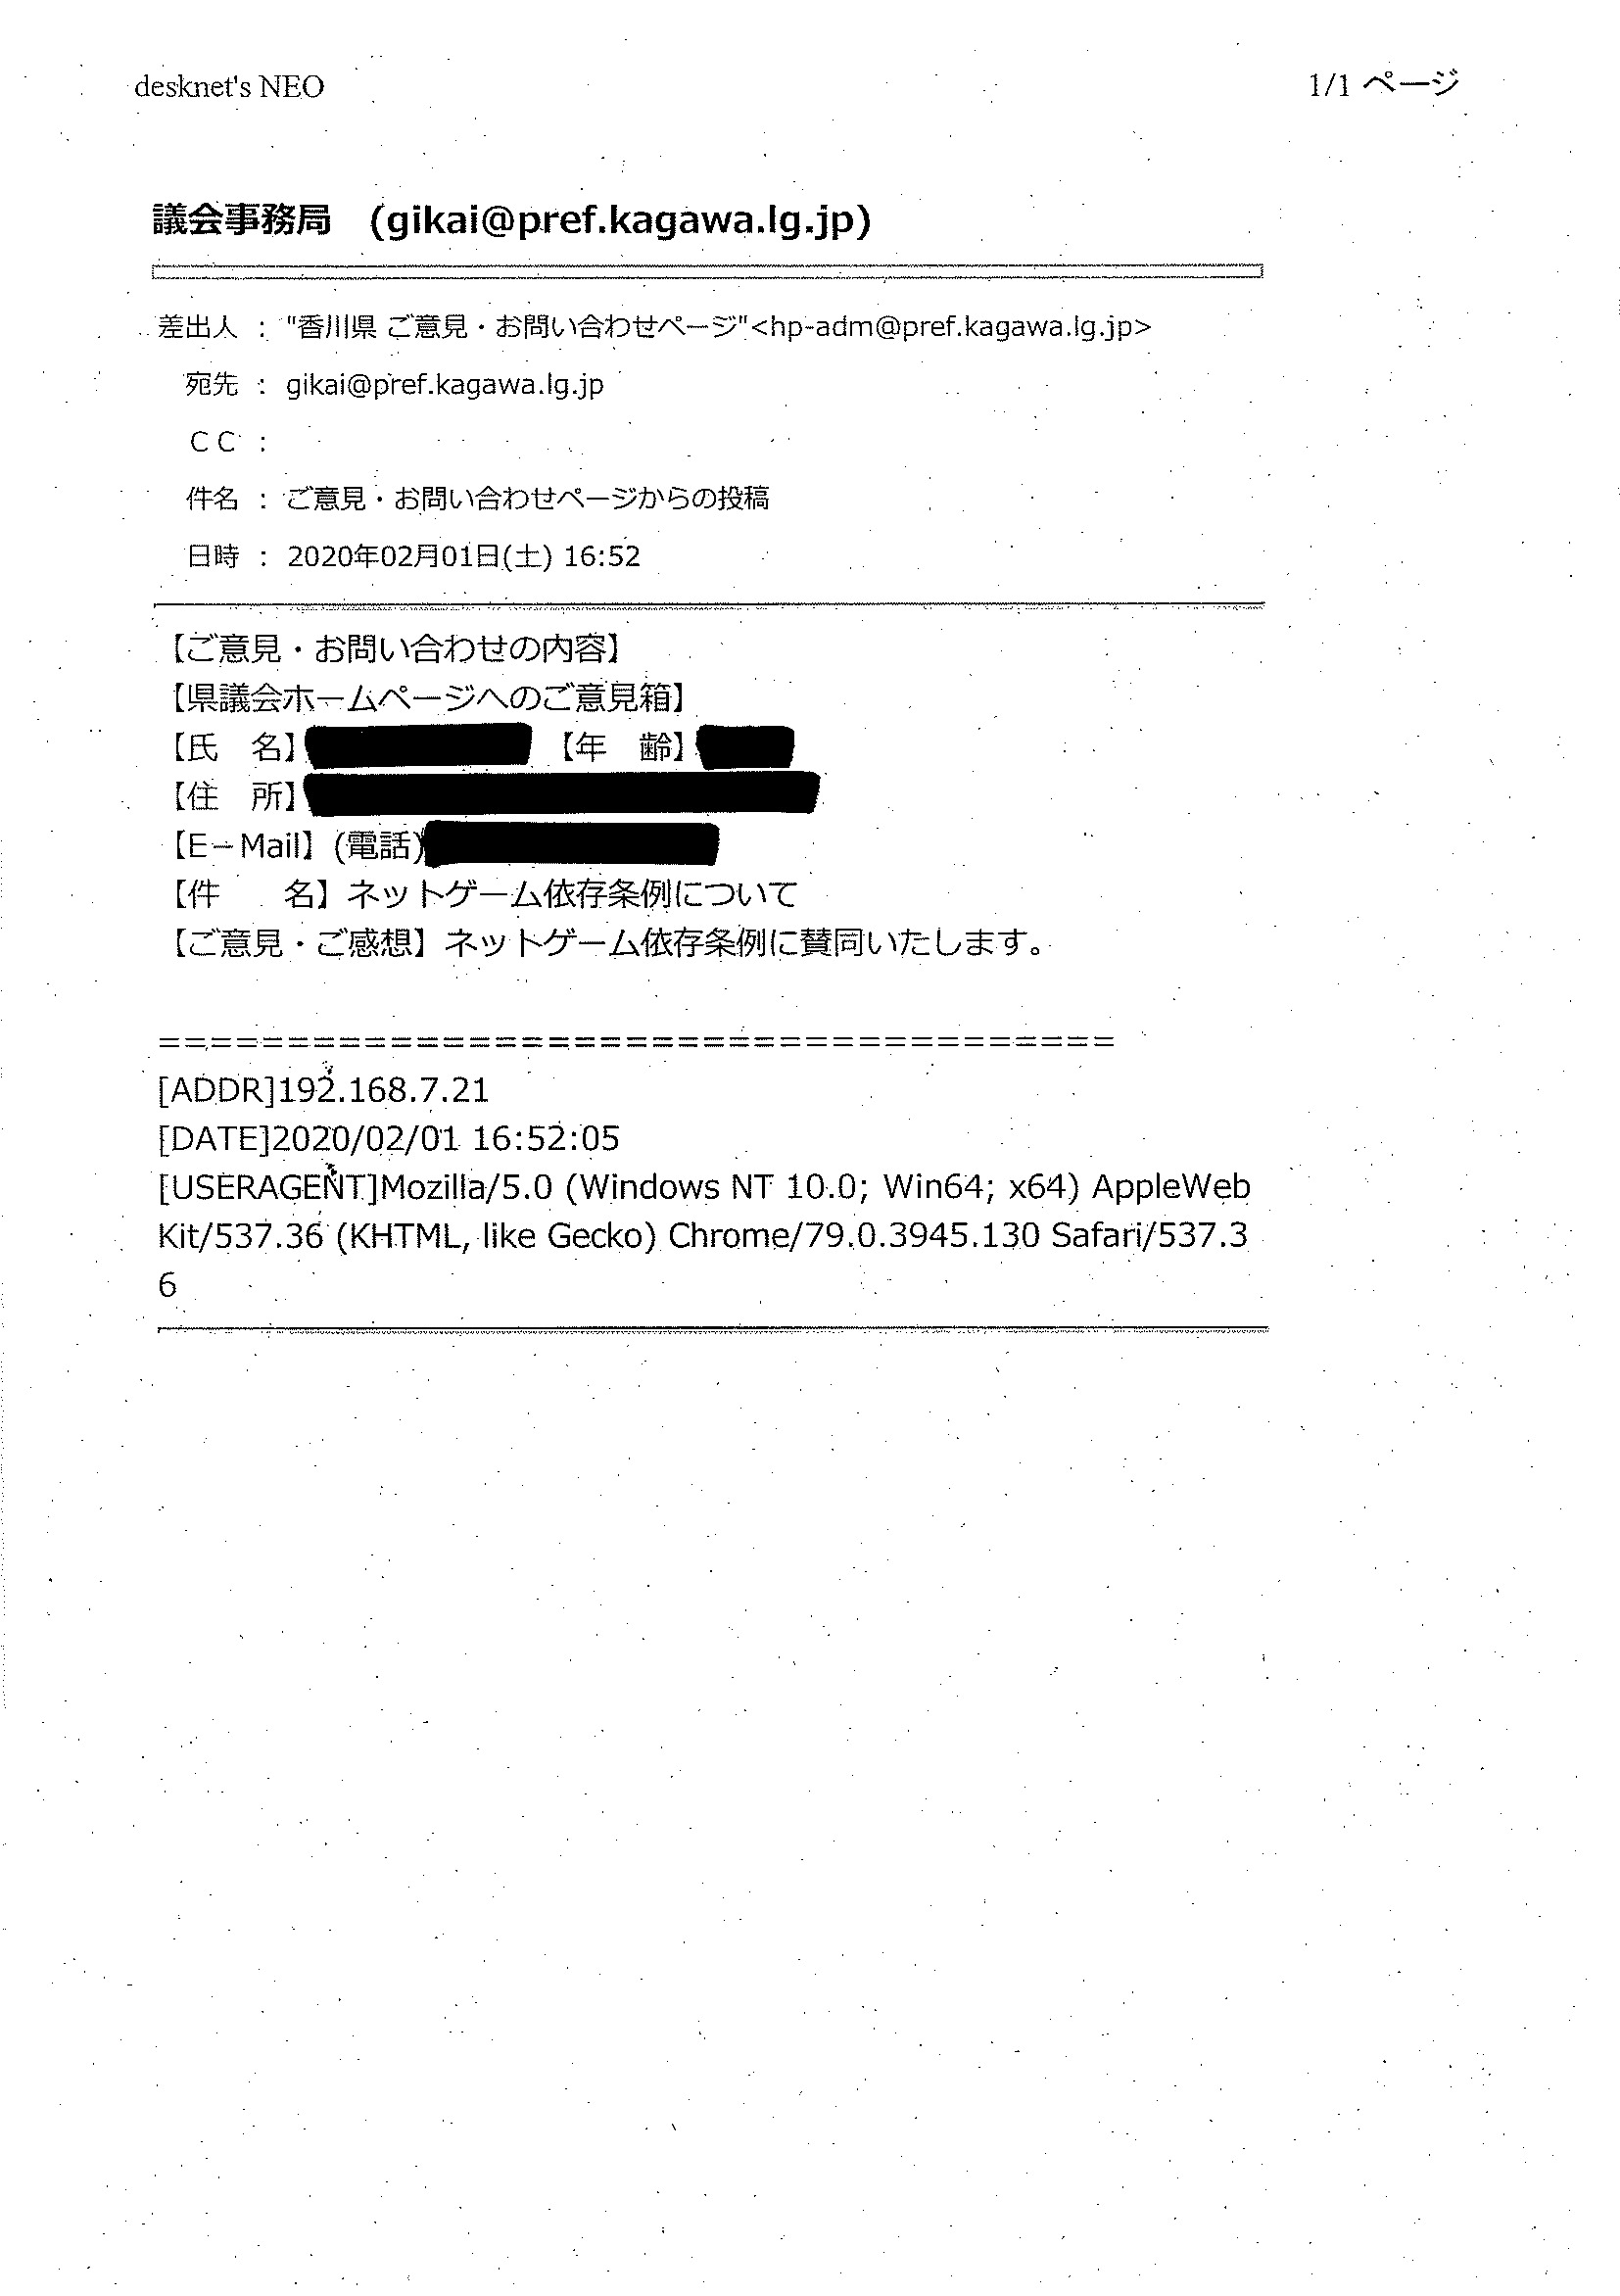 desknet's NEO
1/1 ページ
議会事務局　(gikai@pref.kagawa.lg.jp)
差出人 : "香川県 ご意見・お問い合わせページ"<hp-adm@pref.kagawa.lg.jp>
宛先 : gikai@pref.kagawa.lg.jp
ＣＣ :
件名 : ご意見・お問い合わせページからの投稿
日時 : 2020年02月01日(土) 16:52
【ご意見・お問い合わせの内容】
【県議会ホームページへのご意見箱】
【氏　名】　【年　齢】
【住　所】
【E－Mail】(電話)
【件　　名】ネットゲーム依存条例について
【ご意見・ご感想】ネットゲーム依存条例に賛同いたします。
=====================================
[ADDR]192.168.7.21
[DATE]2020/02/01 16:52:05
[USERAGENT]Mozilla/5.0 (Windows NT 10.0; Win64; x64) AppleWeb
Kit/537.36 (KHTML, like Gecko) Chrome/79.0.3945.130 Safari/537.3
6